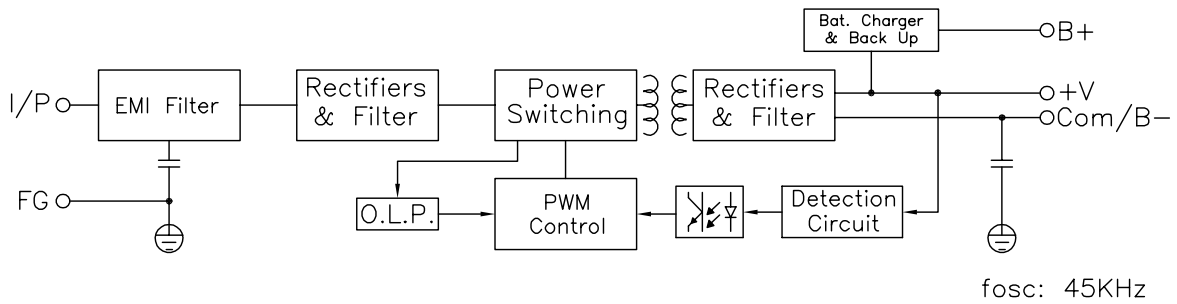 Bat. Charger
& Back Up
B+
I/P
EMI Filter
Rectifiers
& Filter
Power
Switching
Rectifiers
& Filter
+V
Com/B-
FG
O.L.P.
PWM
Control
Detection
Circuit
fosc: 45KHz